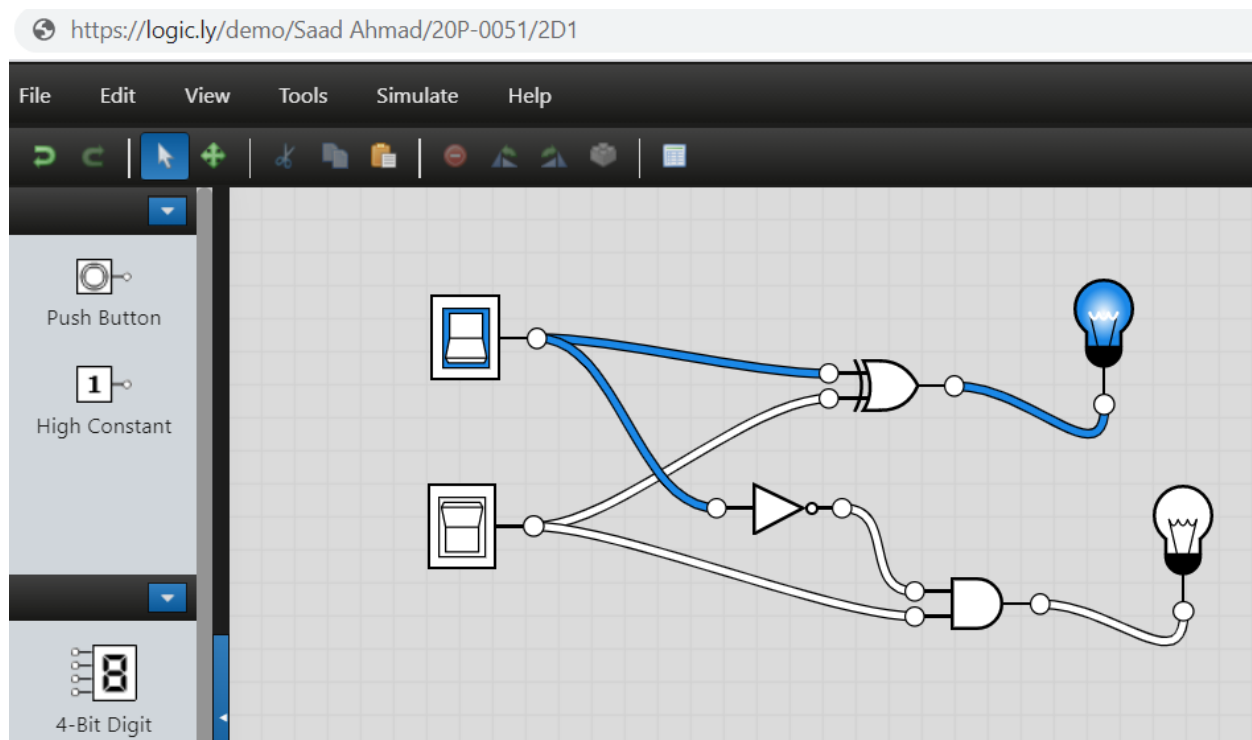 https://logic.ly/demo/Saad Ahmad/20P-0051/2D1
File Edit View Tools Simulate Help
Push Button
1
High Constant
8
4-Bit Digit